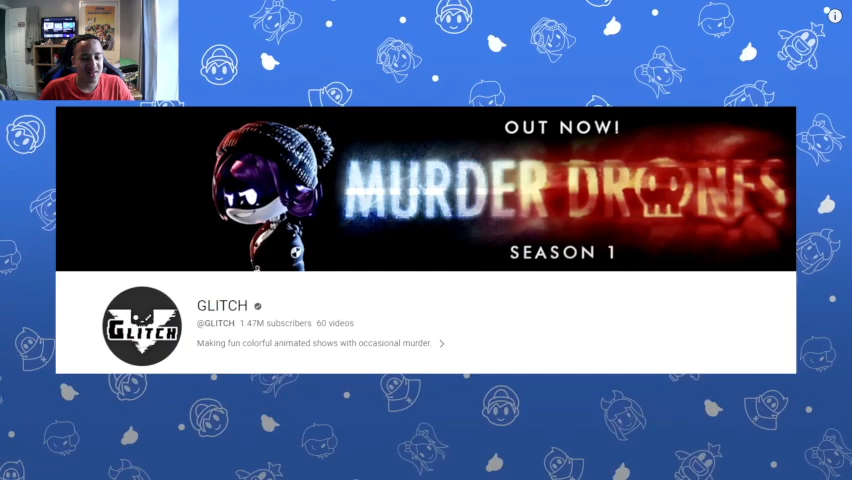 OUT NOW!
MURDER DRONES
SEASON 1
GLITCH
GLITCH
@GLITCH 1.47M subscribers 60 videos
Making fun colorful animated shows with occasional murder.